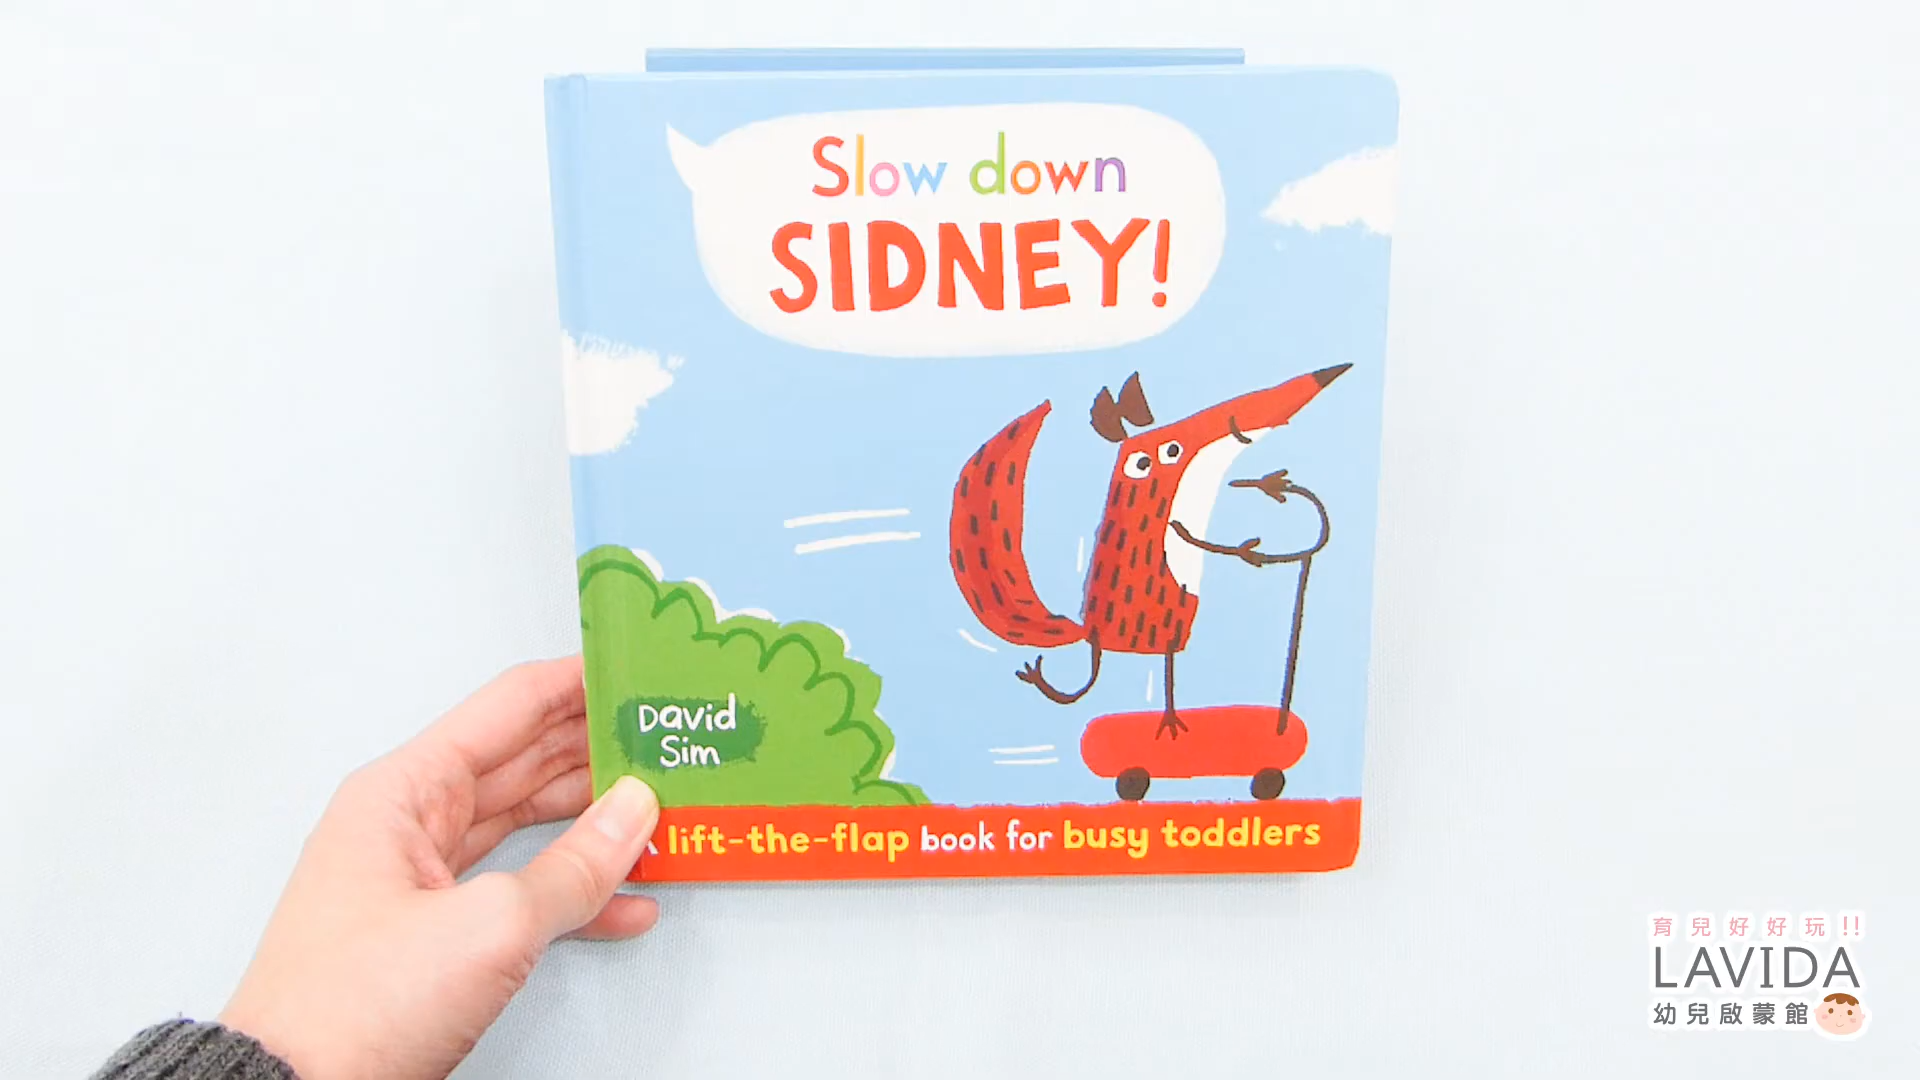 Slow down
SIDNEY!
David
Sim
A lift-the-flap book for busy toddlers
育兒好好玩!!
LAVIDA
幼兒啟蒙館